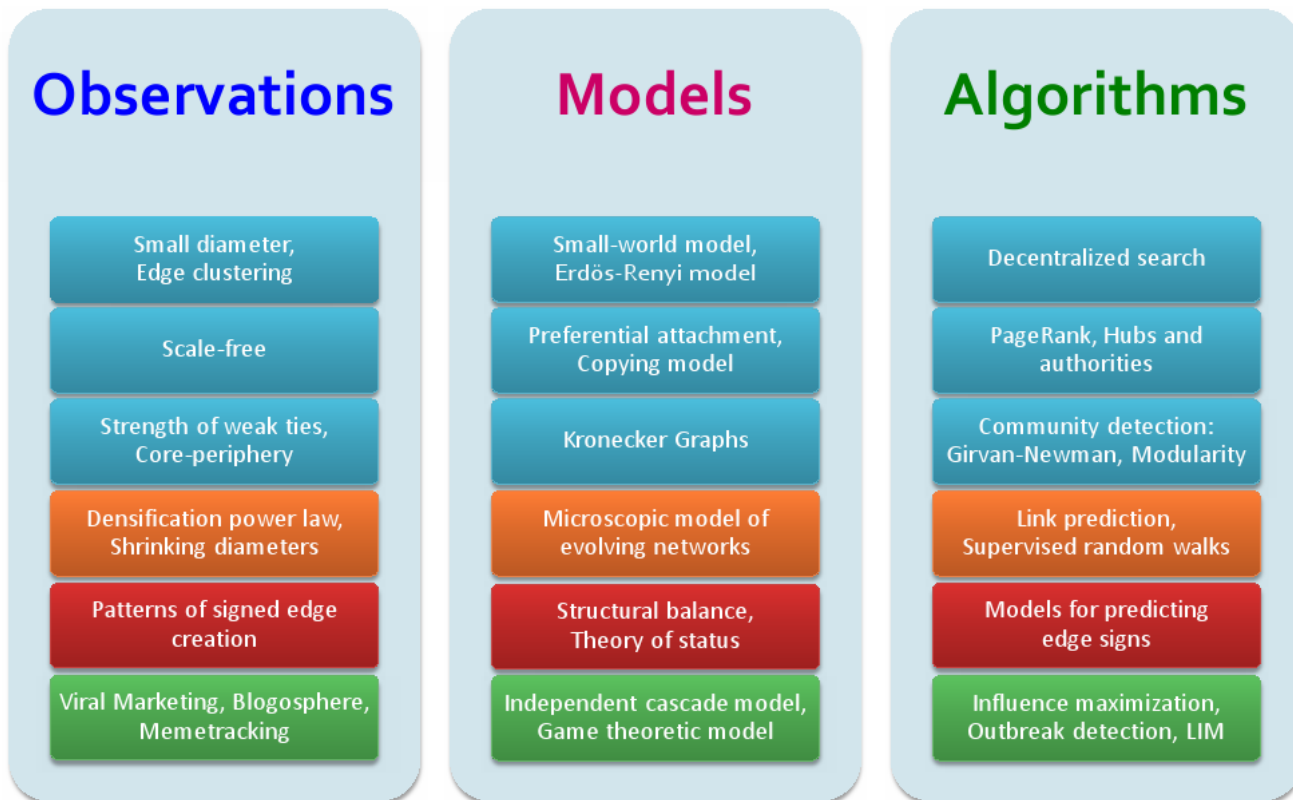 Observations
Small diameter,
Edge clustering
Scale-free
Strength of weak ties,
Core-periphery
Densification power law,
Shrinking diameters
Patterns of signed edge
creation
Viral Marketing, Blogosphere,
Memetracking
Models
Small-world model,
Erdös-Renyi model
Preferential attachment,
Copying model
Kronecker Graphs
Microscopic model of
evolving networks
Structural balance,
Theory of status
Independent cascade model,
Game theoretic model
Algorithms
Decentralized search
PageRank, Hubs and
authorities
Community detection:
Girvan-Newman, Modularity
Link prediction,
Supervised random walks
Models for predicting
edge signs
Influence maximization,
Outbreak detection, LIM